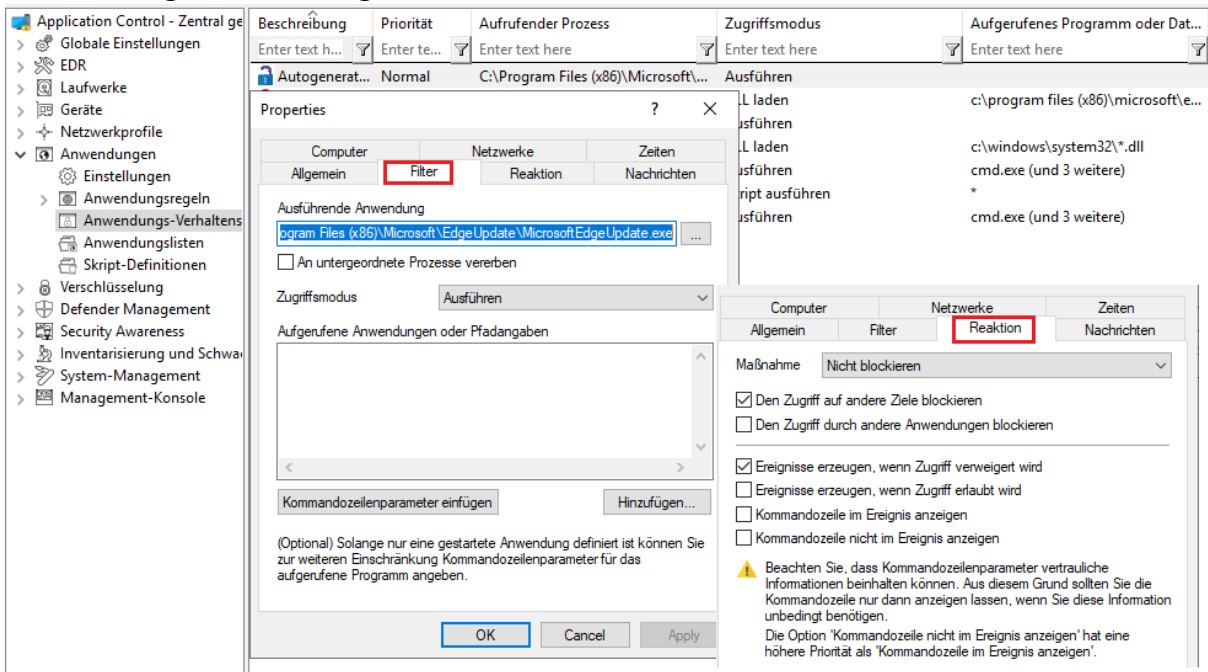 Application Control - Zentral ge
Globale Einstellungen
EDR
Laufwerke
Geräte
Netzwerkprofile
Anwendungen
Einstellungen
Anwendungsregeln
Anwendungs-Verhaltens
Anwendungslisten
Skript-Definitionen
Verschlüsselung
Defender Management
Security Awareness
Inventarisierung und Schwa
System-Management
Management-Konsole
Beschreibung Priorität Aufrufender Prozess Zugriffsmodus Aufgerufenes Programm oder Dat...
Enter text h... Enter te... Enter text here Enter text here Enter text here
Autogenerat... Normal C:\Program Files (x86)\Microsoft\... Ausführen
LL laden c:\program files (x86)\microsoft\e...
usführen
LL laden c:\windows\system32\*.dll
usführen cmd.exe (und 3 weitere)
cript ausführen *
usführen cmd.exe (und 3 weitere)
Properties ?
Computer Netzwerke Zeiten
Allgemein Filter Reaktion Nachrichten
Ausführende Anwendung
ogram Files (x86)\Microsoft\EdgeUpdate\MicrosoftEdgeUpdate.exe ...
An untergeordnete Prozesse vererben
Zugriffsmodus Ausführen
Aufgerufene Anwendungen oder Pfadangaben
Kommandozeilenparameter einfügen Hinzufügen...
(Optional) Solange nur eine gestartete Anwendung definiert ist können Sie
zur weiteren Einschränkung Kommandozeilenparameter für das
aufgerufene Programm angeben.
OK Cancel Apply
Computer Netzwerke Zeiten
Allgemein Filter Reaktion Nachrichten
Maßnahme Nicht blockieren
Den Zugriff auf andere Ziele blockieren
Den Zugriff durch andere Anwendungen blockieren
Ereignisse erzeugen, wenn Zugriff verweigert wird
Ereignisse erzeugen, wenn Zugriff erlaubt wird
Kommandozeile im Ereignis anzeigen
Kommandozeile nicht im Ereignis anzeigen
Beachten Sie, dass Kommandozeilenparameter vertrauliche
Informationen beinhalten können. Aus diesem Grund sollten Sie die
Kommandozeile nur dann anzeigen lassen, wenn Sie diese Information
unbedingt benötigen.
Die Option 'Kommandozeile nicht im Ereignis anzeigen' hat eine
höhere Priorität als 'Kommandozeile im Ereignis anzeigen'.